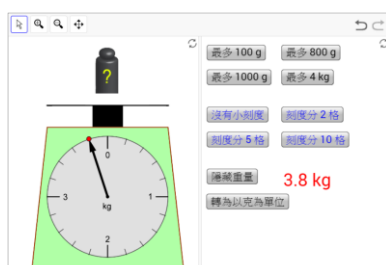 ?
0
3
1
kg
2
最多 100 g 最多 800 g
最多 1000 g 最多 4 kg
沒有小刻度 刻度分 2 格
刻度分 5 格 刻度分 10 格
隱藏重量 3.8 kg
轉為以克為單位